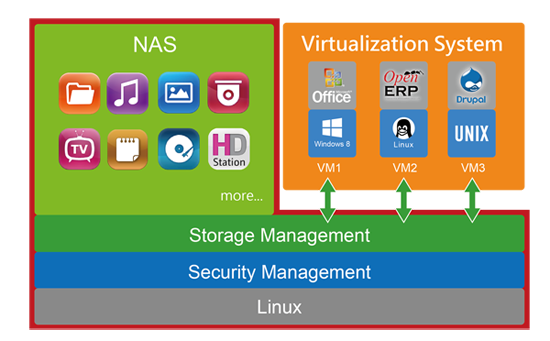 NAS
TV
HD
Station
more...
Virtualization System
Office
Open
ERP
Drupal
Windows 8
Linux
UNIX
VM1
VM2
VM3
Storage Management
Security Management
Linux